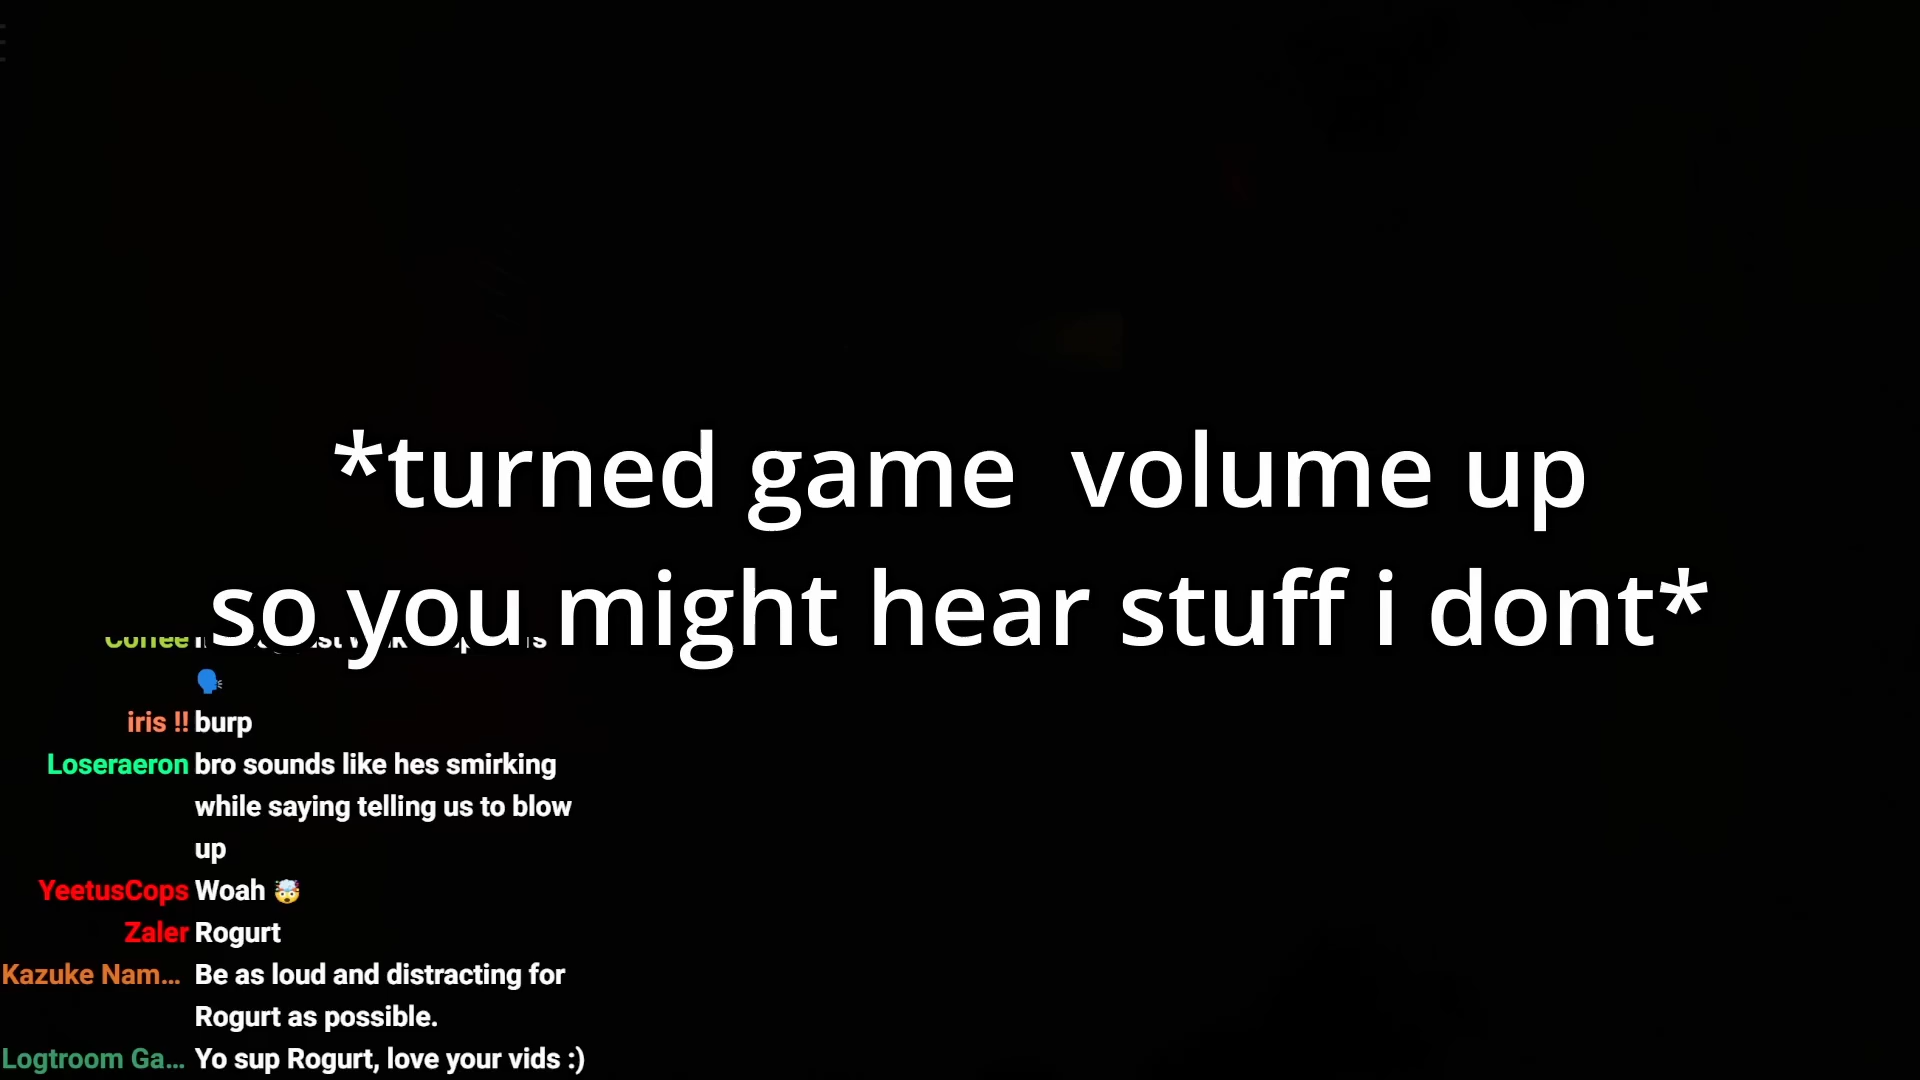 *turned game  volume up
so you might hear stuff i dont*
Coffee
🗣
iris !! burp
Loseraeron bro sounds like hes smirking
while saying telling us to blow
up
YeetusCops Woah 🤯
Zaler Rogurt
Kazuke Nam... Be as loud and distracting for
Rogurt as possible.
Logtroom Ga... Yo sup Rogurt, love your vids :)